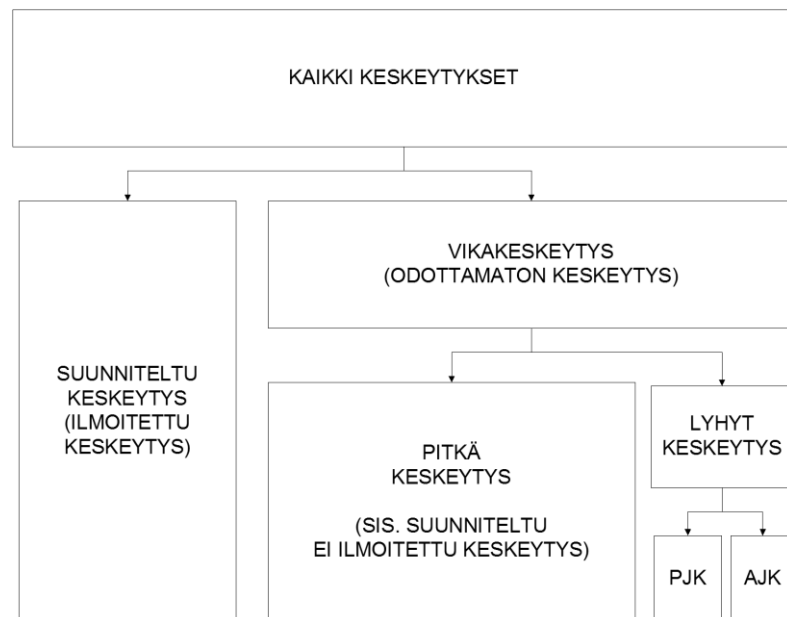 KAIKKI KESKEYTYKSET
VIKAKESKEYTYS
(ODOTTAMATON KESKEYTYS)
SUUNNITELTU
KESKEYTYS
(ILMOITETTU
KESKEYTYS)
PITKÄ
KESKEYTYS
(SIS. SUUNNITELTU
EI ILMOITETTU KESKEYTYS)
LYHYT
KESKEYTYS
PJK
AJK